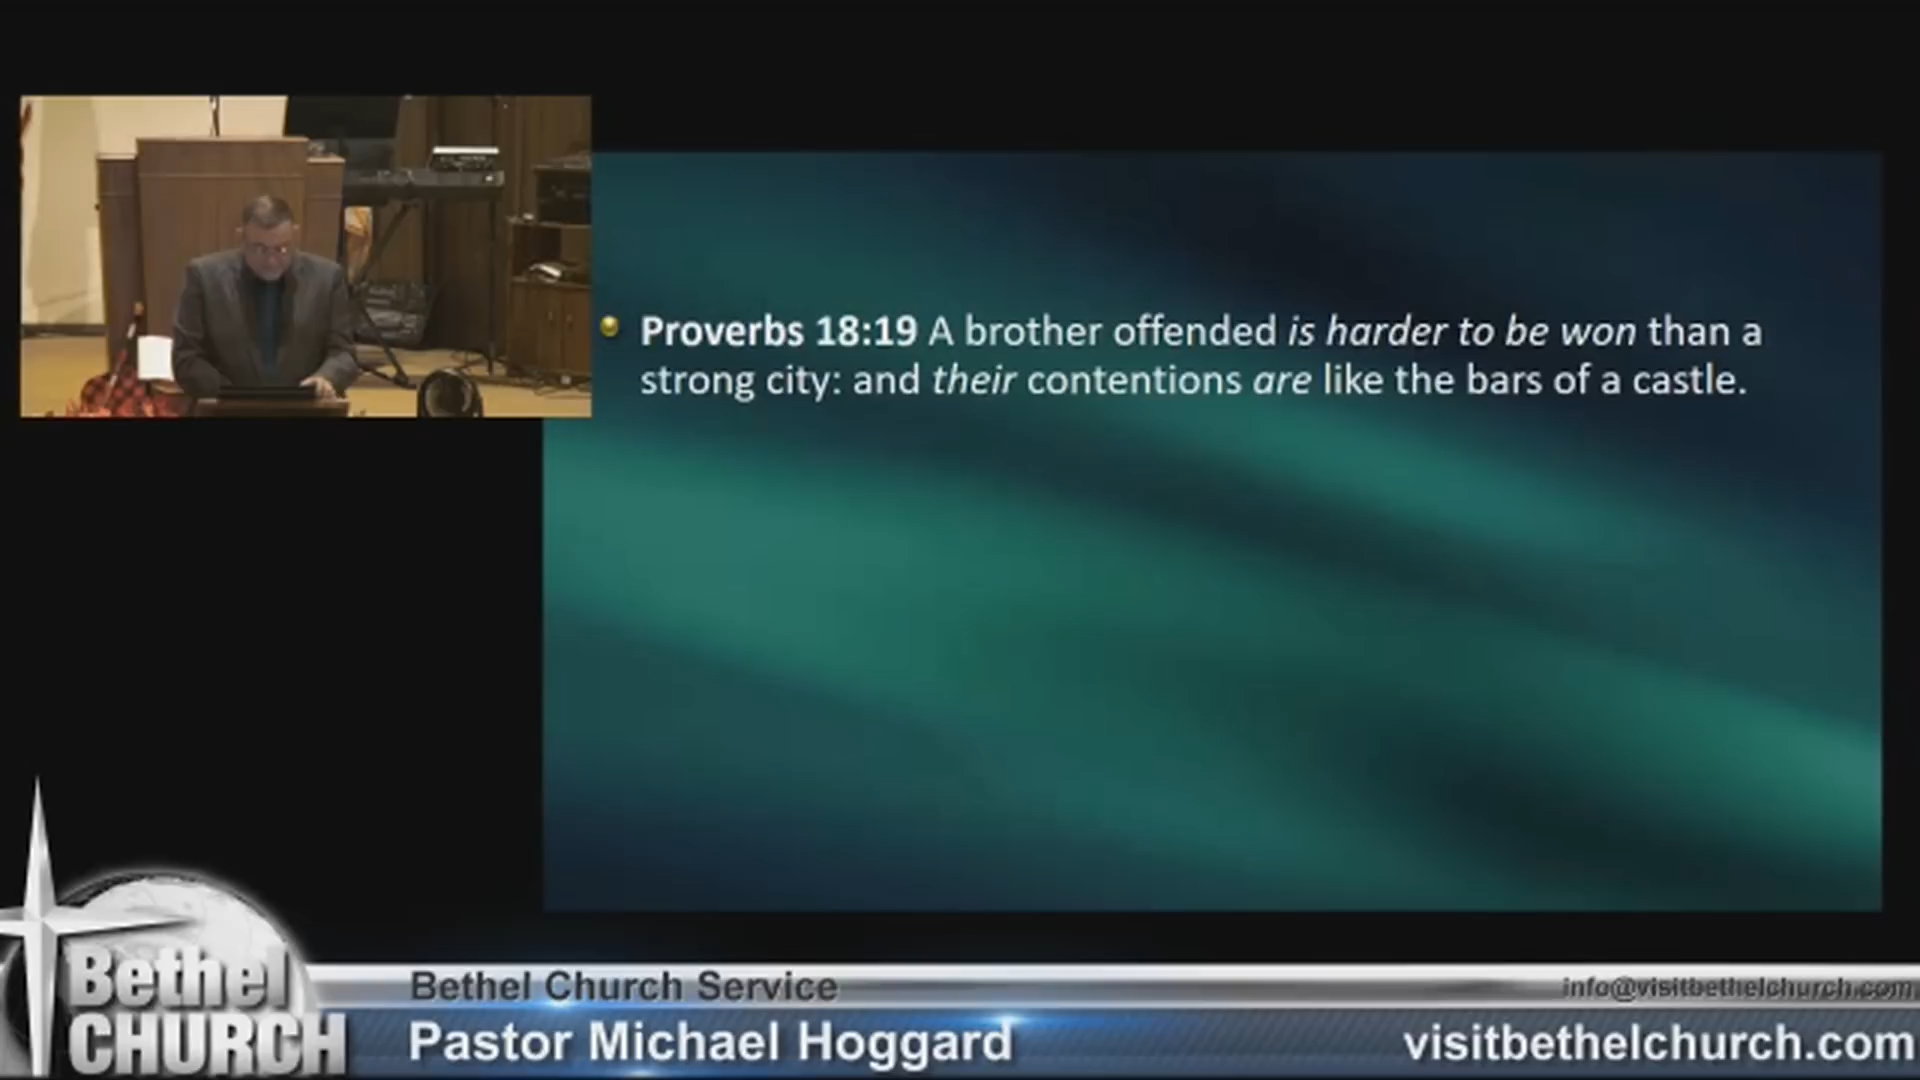 Proverbs 18:19 A brother offended is harder to be won than a
strong city: and their contentions are like the bars of a castle.
Bethel
CHURCH
Bethel Church Service
info@visitbethelchurch.com
Pastor Michael Hoggard
visitbethelchurch.com